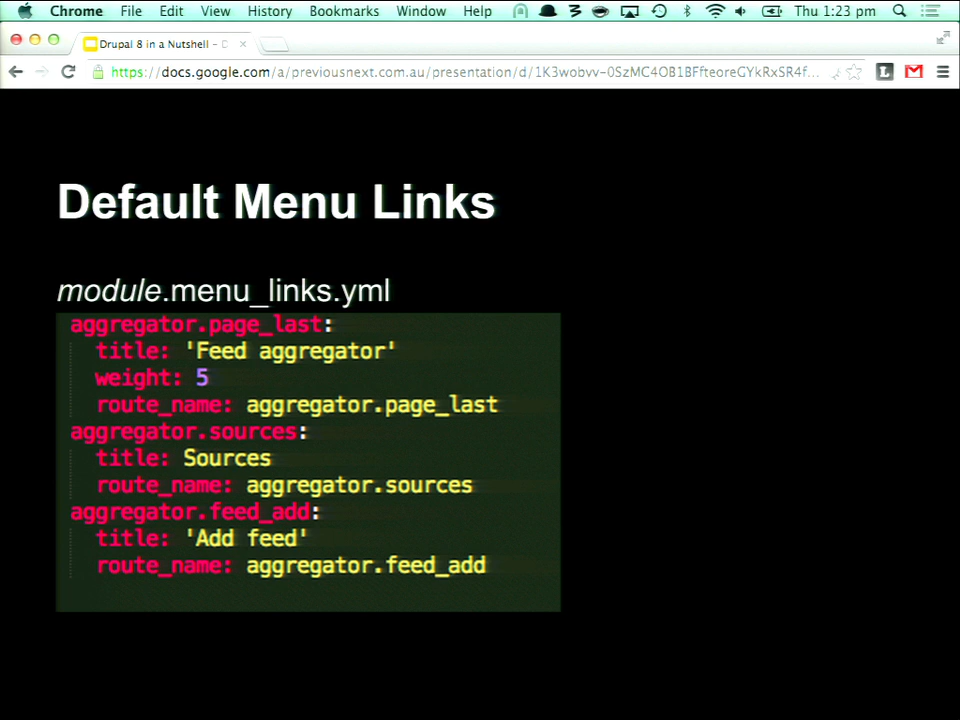 Chrome File Edit View History Bookmarks Window Help Thu 1:23 pm
Drupal 8 in a Nutshell –
https://docs.google.com/a/previousnext.com.au/presentation/d/1K3wobvv-0SzMC4OB1BFfteoreGYkRxSR4f...
Default Menu Links
module.menu_links.yml
aggregator.page_last:
title: 'Feed aggregator'
weight: 5
route_name: aggregator.page_last
aggregator.sources:
title: Sources
route_name: aggregator.sources
aggregator.feed_add:
title: 'Add feed'
route_name: aggregator.feed_add